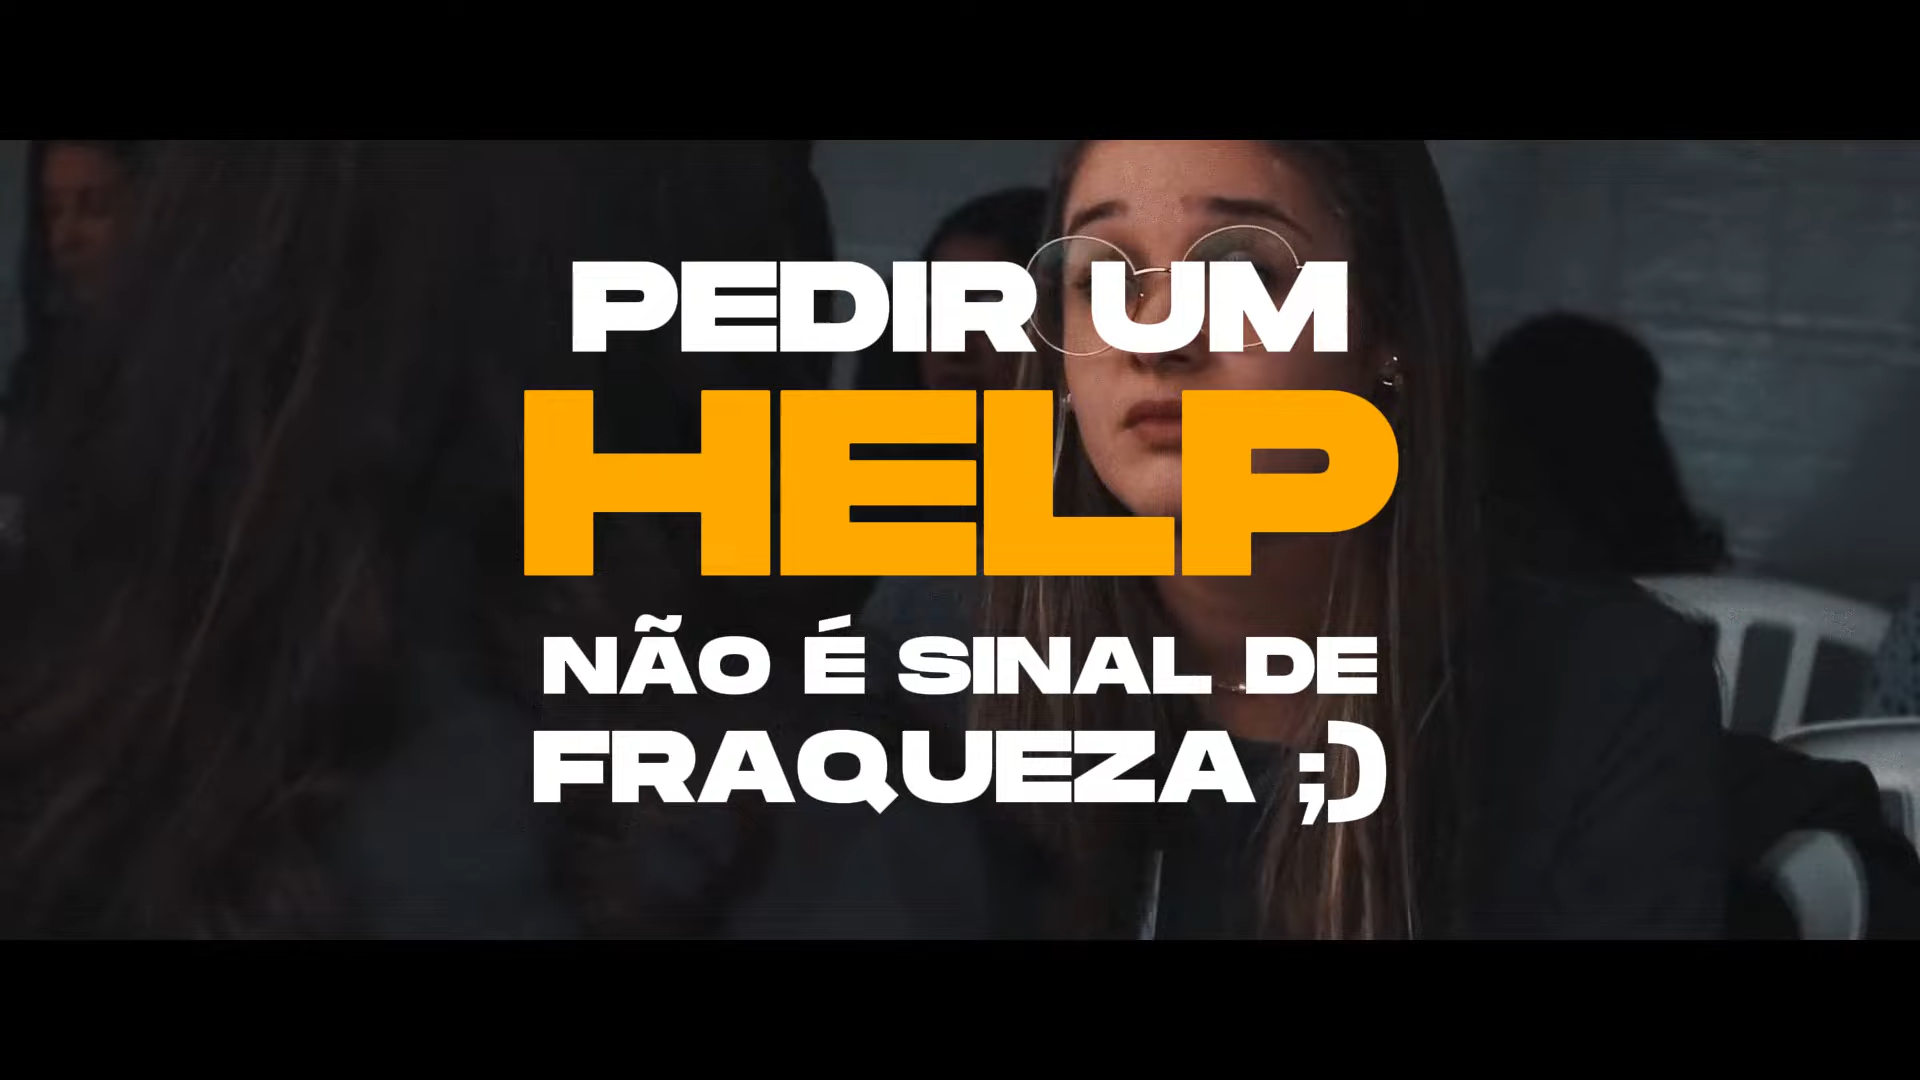 PEDIR UM
HELP
NÃO É SINAL DE
FRAQUEZA ;)